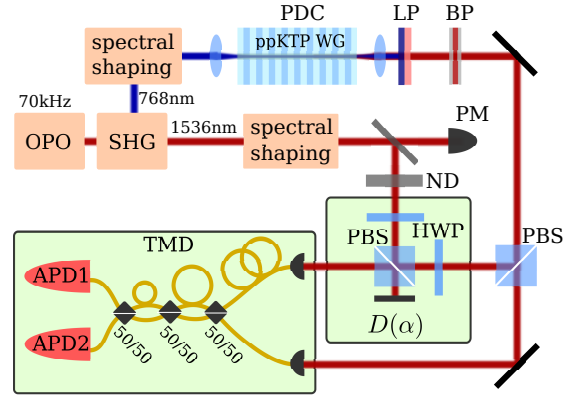 PDC
LP
BP
spectral
shaping
ppKTP WG
70kHz
768nm
OPO
SHG
1536nm
spectral
shaping
PM
ND
TMD
PBS
HWP
PBS
APD1
APD2
50/50
50/50
50/50
D(α)